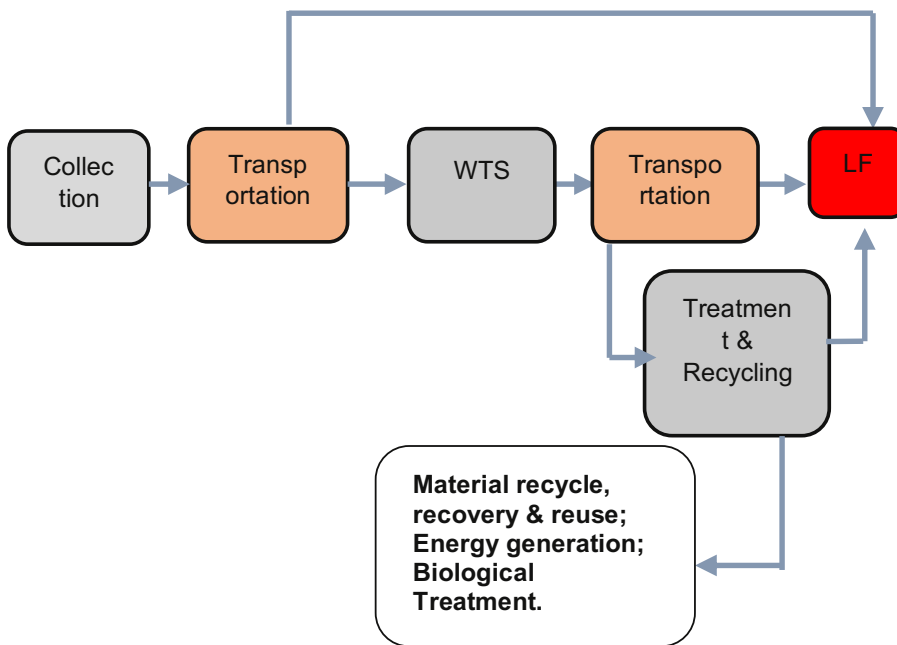 Collec
tion
Transp
ortation
WTS
Transpo
rtation
LF
Treatmen
t &
Recycling
Material recycle,
recovery & reuse;
Energy generation;
Biological
Treatment.